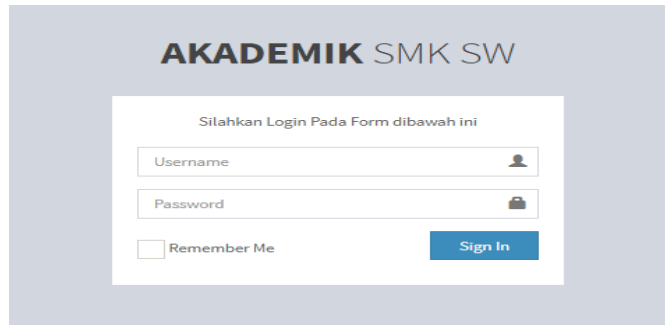 AKADEMIK SMK SW
Silahkan Login Pada Form dibawah ini
Username
Password
Remember Me
Sign In